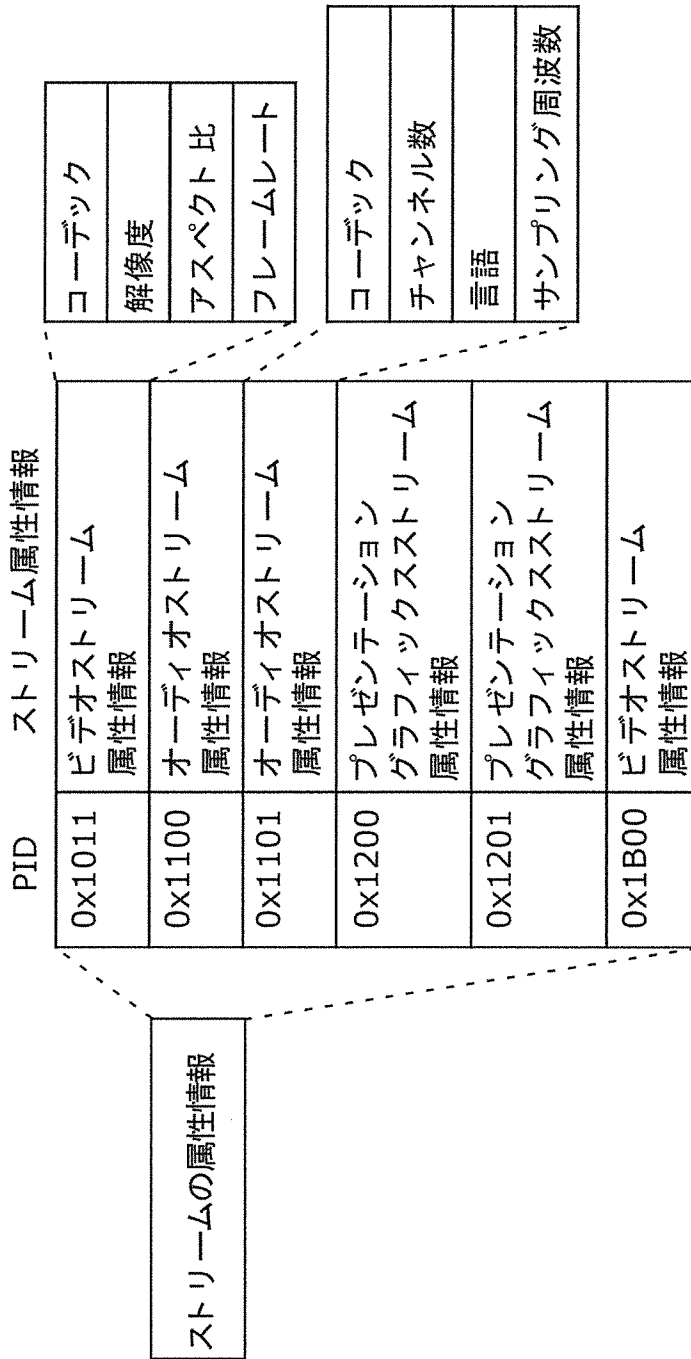 ストリームの属性情報
PID
ストリーム属性情報
0x1011
ビデオストリーム
属性情報
0x1100
オーディオストリーム
属性情報
0x1101
オーディオストリーム
属性情報
0x1200
プレゼンテーション
グラフィックスストリーム
属性情報
0x1201
プレゼンテーション
グラフィックスストリーム
属性情報
0x1B00
ビデオストリーム
属性情報
コーデック
解像度
アスペクト比
フレームレート
コーデック
チャンネル数
言語
サンプリング周波数